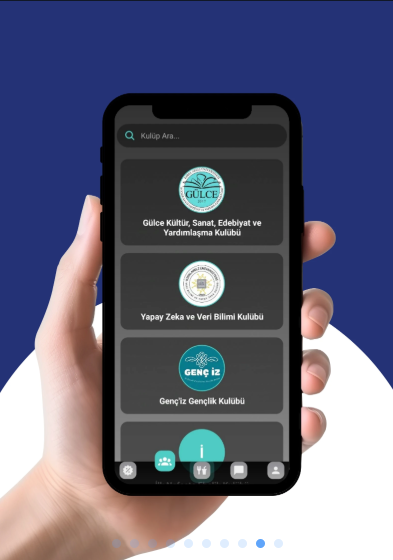 Kulüp Ara...
GÜLCE
Gülce Kültür, Sanat, Edebiyat ve
Yardımlaşma Kulübü
Yapay Zeka ve Veri Bilimi Kulübü
GENÇ İZ
Genç'iz Gençlik Kulübü
i